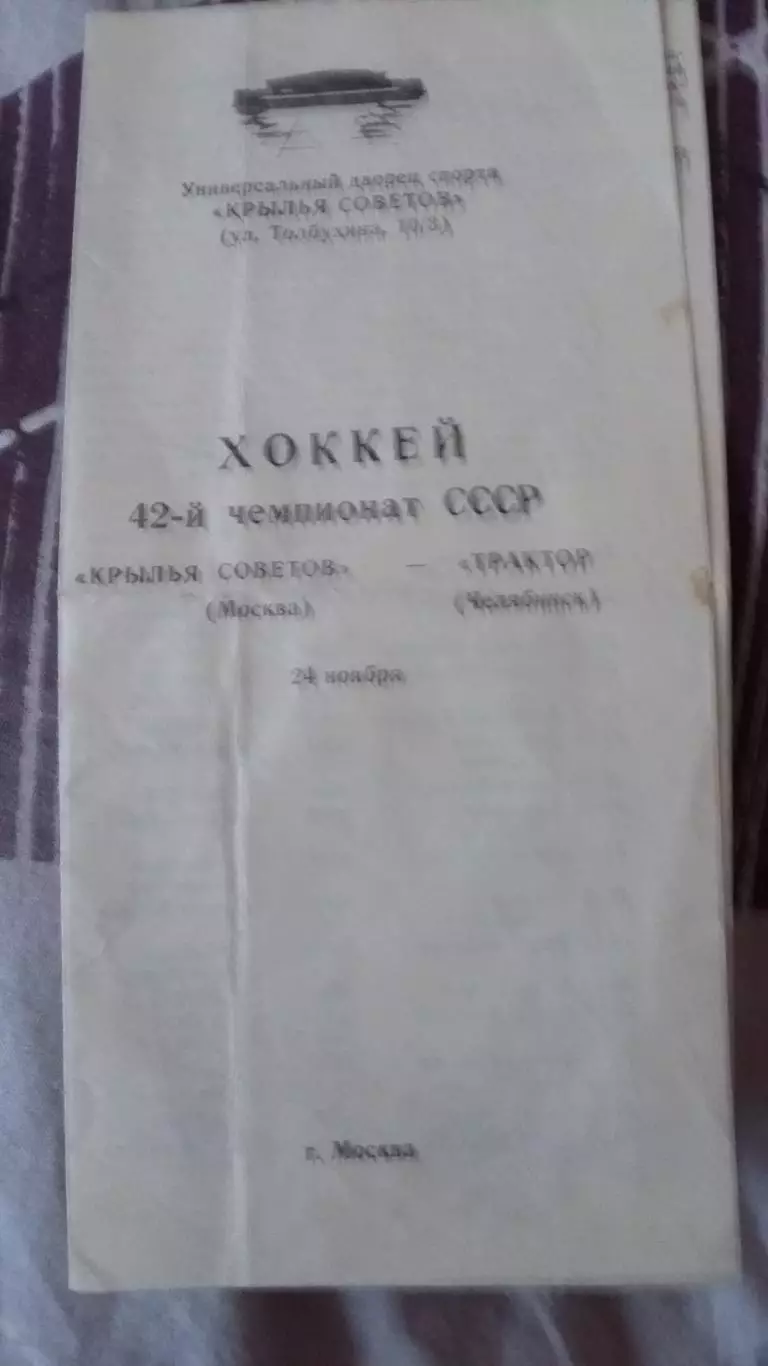 Универсальный дворец спорта
«КРЫЛЬЯ СОВЕТОВ»
(ул. Толбухина, 10/3)
ХОККЕЙ
42-й чемпионат СССР
«КРЫЛЬЯ СОВЕТОВ» — «ТРАКТОР
(Москва) (Челябинск)
24 ноября
г. Москва